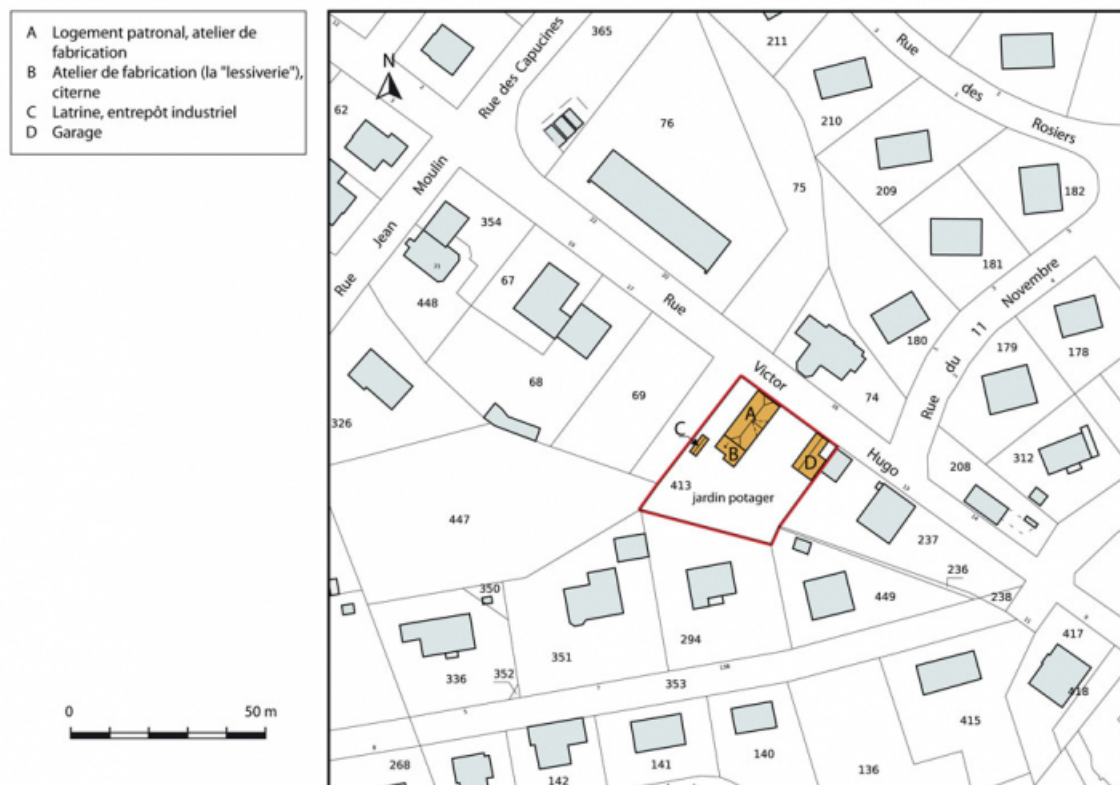 A Logement patronal, atelier de
fabrication
B Atelier de fabrication (la "lessiverie"),
citerne
C Latrine, entrepôt industriel
D Garage
N
0 50 m
365
211
Rue des Rosiers
Rue des Capucines
62
76
210
75
209
182
Rue Jean Moulin
354
181
67
448
Rue Victor Hugo
Rue du 11 Novembre
180
179
178
68
69
74
326
A
B
C
D
413
jardin potager
208
312
447
237
236
238
350
449
351
294
417
336
352
353
418
415
268
142
141
140
136